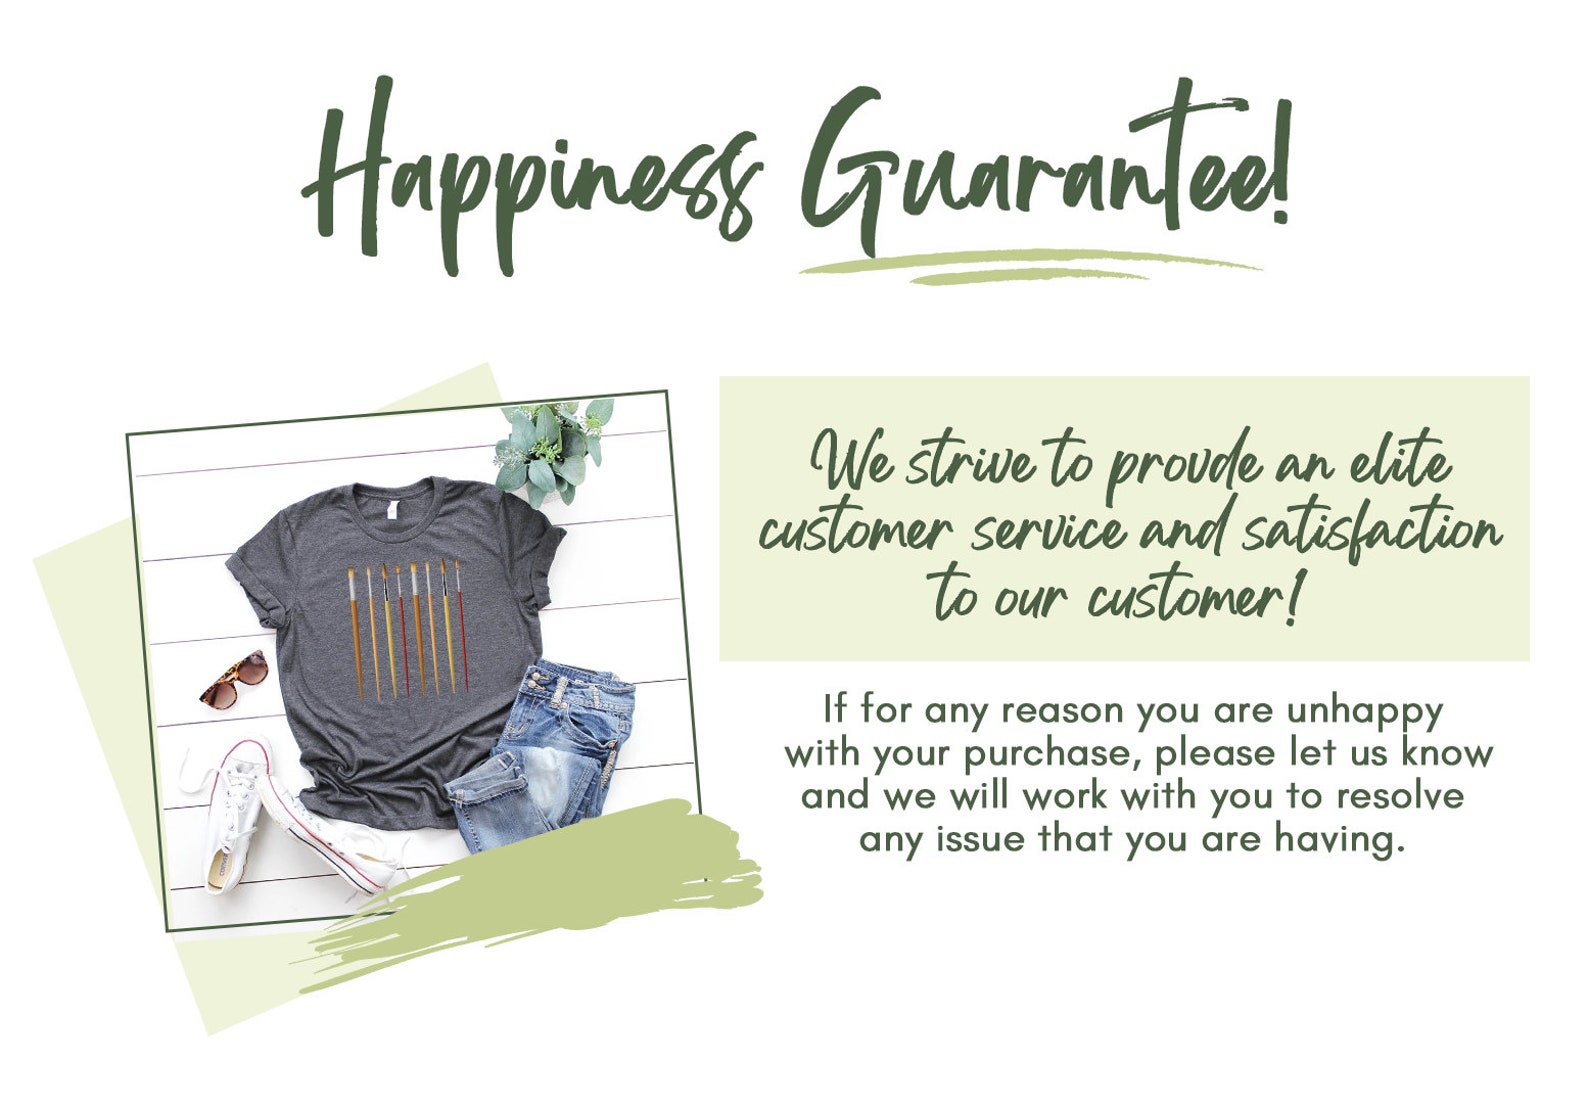 Happiness Guarantee!
We strive to provde an elite
customer service and satisfaction
to our customer!
If for any reason you are unhappy
with your purchase, please let us know
and we will work with you to resolve
any issue that you are having.